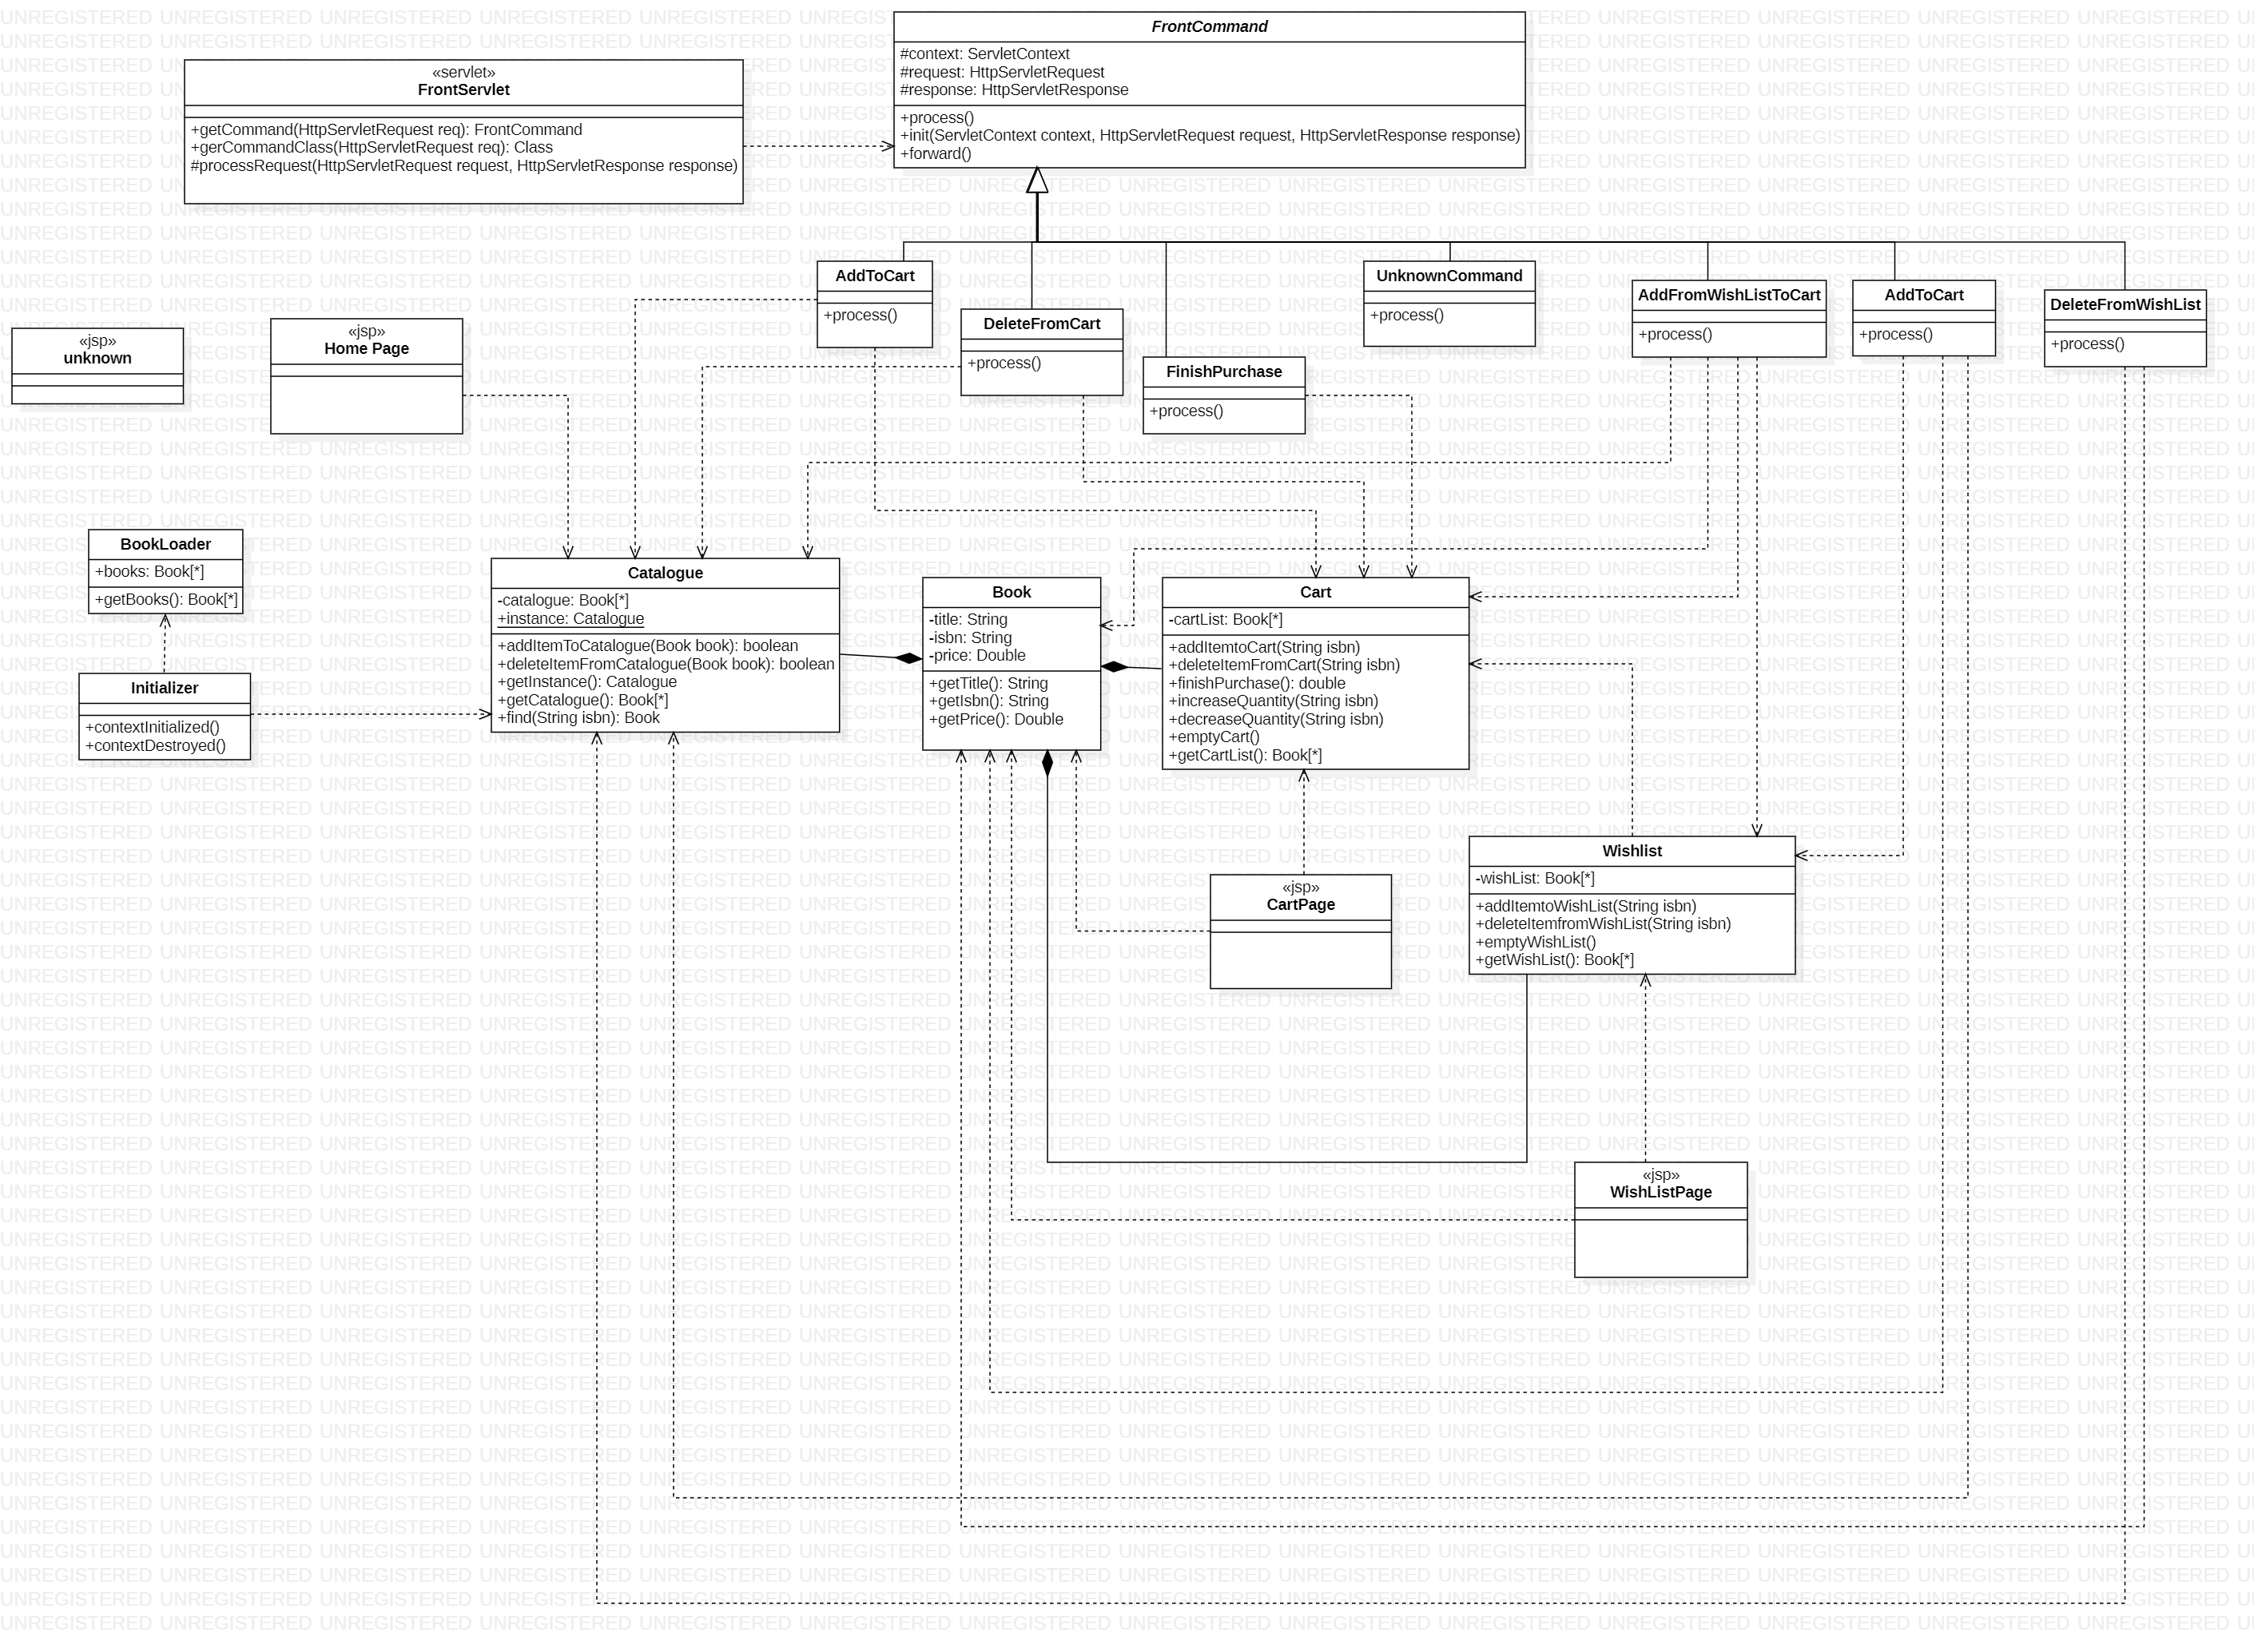 FrontCommand
#context: ServletContext
#request: HttpServletRequest
#response: HttpServletResponse
+process()
+init(ServletContext context, HttpServletRequest request, HttpServletResponse response)
+forward()
«servlet»
FrontServlet
+getCommand(HttpServletRequest req): FrontCommand
+gerCommandClass(HttpServletRequest req): Class
#processRequest(HttpServletRequest request, HttpServletResponse response)
AddToCart
+process()
DeleteFromCart
+process()
FinishPurchase
+process()
UnknownCommand
+process()
AddFromWishListToCart
+process()
AddToCart
+process()
DeleteFromWishList
+process()
«jsp»
unknown
«jsp»
Home Page
BookLoader
+books: Book[*]
+getBooks(): Book[*]
Initializer
+contextInitialized()
+contextDestroyed()
Catalogue
-catalogue: Book[*]
+instance: Catalogue
+addItemToCatalogue(Book book): boolean
+deleteItemFromCatalogue(Book book): boolean
+getInstance(): Catalogue
+getCatalogue(): Book[*]
+find(String isbn): Book
Book
-title: String
-isbn: String
-price: Double
+getTitle(): String
+getIsbn(): String
+getPrice(): Double
Cart
-cartList: Book[*]
+addItemtoCart(String isbn)
+deleteItemFromCart(String isbn)
+finishPurchase(): double
+increaseQuantity(String isbn)
+decreaseQuantity(String isbn)
+emptyCart()
+getCartList(): Book[*]
Wishlist
-wishList: Book[*]
+addItemtoWishList(String isbn)
+deleteItemfromWishList(String isbn)
+emptyWishList()
+getWishList(): Book[*]
«jsp»
CartPage
«jsp»
WishListPage
UNREGISTERED